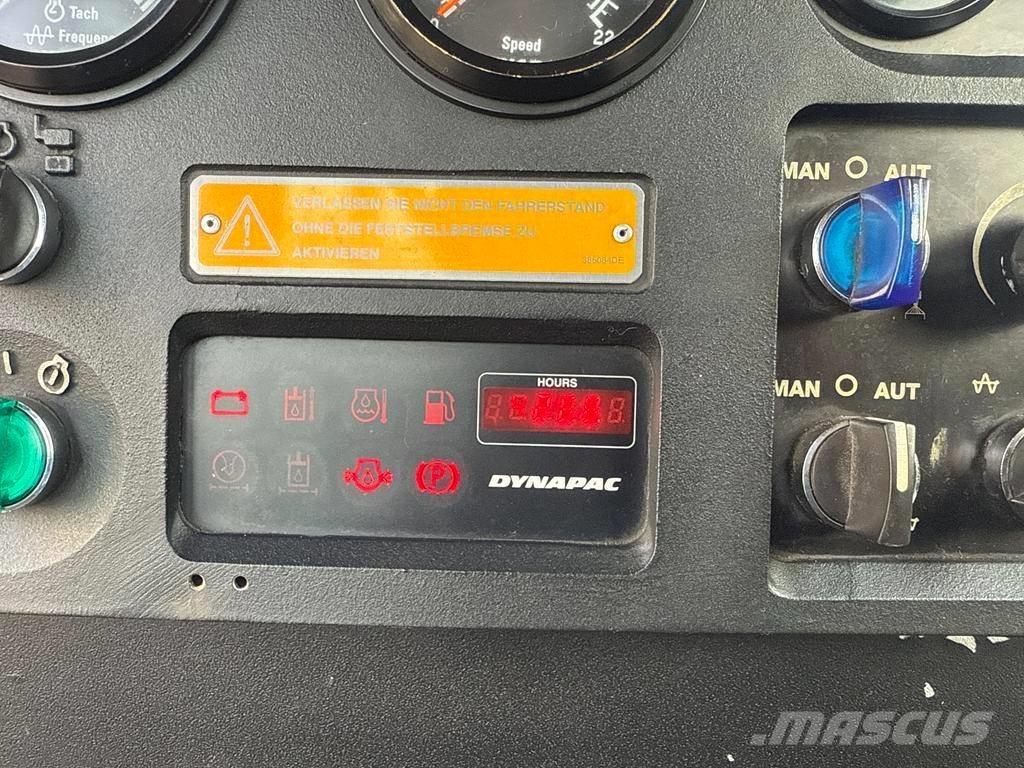 Tach
Speed
22
MAN O AUT
VERLASSEN SIE NICHT DEN FAHRERSTAND
OHNE DIE FESTSTELLBREMSE ZU
AKTIVIEREN
HOURS
MAN O AUT
P
DYNAPAC
MASCUS